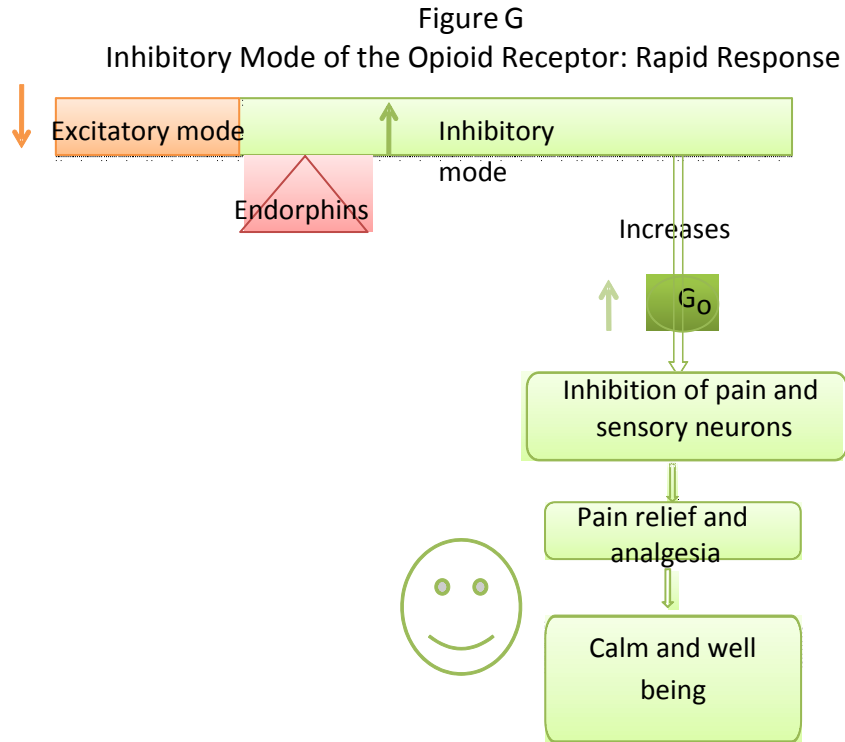 Figure G
Inhibitory Mode of the Opioid Receptor: Rapid Response
Excitatory mode
Inhibitory
mode
Endorphins
Increases
Go
Inhibition of pain and
sensory neurons
Pain relief and
analgesia
Calm and well
being